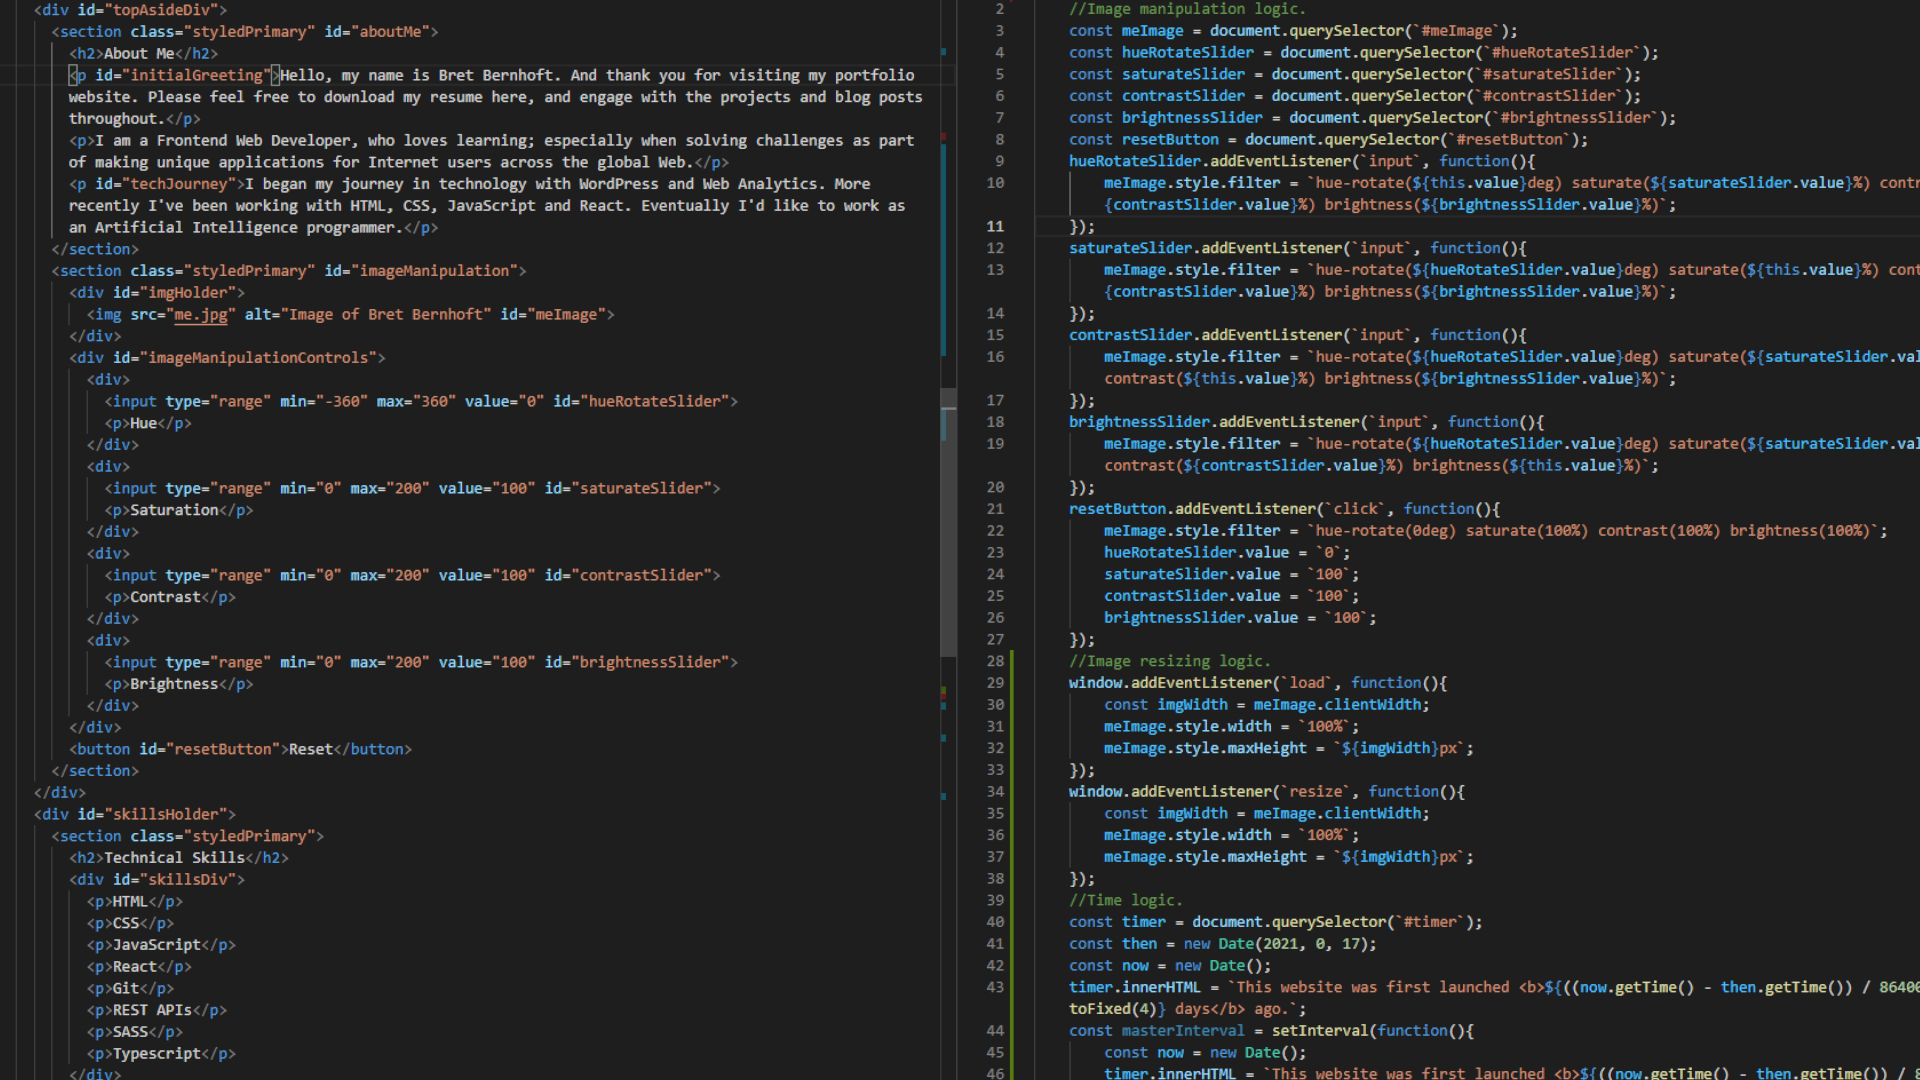 <div id="topAsideDiv">
<section class="styledPrimary" id="aboutMe">
<h2>About Me</h2>
<p id="initialGreeting">Hello, my name is Bret Bernhoft. And thank you for visiting my portfolio
website. Please feel free to download my resume here, and engage with the projects and blog posts
throughout.</p>
<p>I am a Frontend Web Developer, who loves learning; especially when solving challenges as part
of making unique applications for Internet users across the global Web.</p>
<p id="techJourney">I began my journey in technology with WordPress and Web Analytics. More
recently I've been working with HTML, CSS, JavaScript and React. Eventually I'd like to work as
an Artificial Intelligence programmer.</p>
</section>
<section class="styledPrimary" id="imageManipulation">
<div id="imgHolder">
<img src="me.jpg" alt="Image of Bret Bernhoft" id="meImage">
</div>
<div id="imageManipulationControls">
<div>
<input type="range" min="-360" max="360" value="0" id="hueRotateSlider">
<p>Hue</p>
</div>
<div>
<input type="range" min="0" max="200" value="100" id="saturateSlider">
<p>Saturation</p>
</div>
<div>
<input type="range" min="0" max="200" value="100" id="contrastSlider">
<p>Contrast</p>
</div>
<div>
<input type="range" min="0" max="200" value="100" id="brightnessSlider">
<p>Brightness</p>
</div>
</div>
<button id="resetButton">Reset</button>
</section>
</div>
<div id="skillsHolder">
<section class="styledPrimary">
<h2>Technical Skills</h2>
<div id="skillsDiv">
<p>HTML</p>
<p>CSS</p>
<p>JavaScript</p>
<p>React</p>
<p>Git</p>
<p>REST APIs</p>
<p>SASS</p>
<p>Typescript</p>
</div>
2 //Image manipulation logic.
3 const meImage = document.querySelector(`#meImage`);
4 const hueRotateSlider = document.querySelector(`#hueRotateSlider`);
5 const saturateSlider = document.querySelector(`#saturateSlider`);
6 const contrastSlider = document.querySelector(`#contrastSlider`);
7 const brightnessSlider = document.querySelector(`#brightnessSlider`);
8 const resetButton = document.querySelector(`#resetButton`);
9 hueRotateSlider.addEventListener(`input`, function(){
10 meImage.style.filter = `hue-rotate(${this.value}deg) saturate(${saturateSlider.value}%) contr
{contrastSlider.value}%) brightness(${brightnessSlider.value}%)`;
11 });
12 saturateSlider.addEventListener(`input`, function(){
13 meImage.style.filter = `hue-rotate(${hueRotateSlider.value}deg) saturate(${this.value}%) cont
{contrastSlider.value}%) brightness(${brightnessSlider.value}%)`;
14 });
15 contrastSlider.addEventListener(`input`, function(){
16 meImage.style.filter = `hue-rotate(${hueRotateSlider.value}deg) saturate(${saturateSlider.val
contrast(${this.value}%) brightness(${brightnessSlider.value}%)`;
17 });
18 brightnessSlider.addEventListener(`input`, function(){
19 meImage.style.filter = `hue-rotate(${hueRotateSlider.value}deg) saturate(${saturateSlider.val
contrast(${contrastSlider.value}%) brightness(${this.value}%)`;
20 });
21 resetButton.addEventListener(`click`, function(){
22 meImage.style.filter = `hue-rotate(0deg) saturate(100%) contrast(100%) brightness(100%)`;
23 hueRotateSlider.value = `0`;
24 saturateSlider.value = `100`;
25 contrastSlider.value = `100`;
26 brightnessSlider.value = `100`;
27 });
28 //Image resizing logic.
29 window.addEventListener(`load`, function(){
30 const imgWidth = meImage.clientWidth;
31 meImage.style.width = `100%`;
32 meImage.style.maxHeight = `${imgWidth}px`;
33 });
34 window.addEventListener(`resize`, function(){
35 const imgWidth = meImage.clientWidth;
36 meImage.style.width = `100%`;
37 meImage.style.maxHeight = `${imgWidth}px`;
38 });
39 //Time logic.
40 const timer = document.querySelector(`#timer`);
41 const then = new Date(2021, 0, 17);
42 const now = new Date();
43 timer.innerHTML = `This website was first launched <b>${((now.getTime() - then.getTime()) / 8640
toFixed(4)} days</b> ago.`;
44 const masterInterval = setInterval(function(){
45 const now = new Date();
46 timer.innerHTML = `This website was first launched <b>${((now.getTime() - then.getTime()) / 8